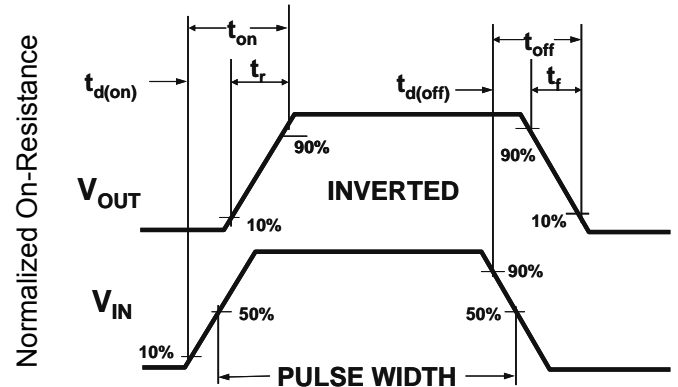 Normalized On-Resistance
t_on
t_off
t_d(on)
t_r
t_d(off)
t_f
90%
90%
V_OUT
INVERTED
10%
10%
90%
V_IN
50%
50%
10%
PULSE WIDTH